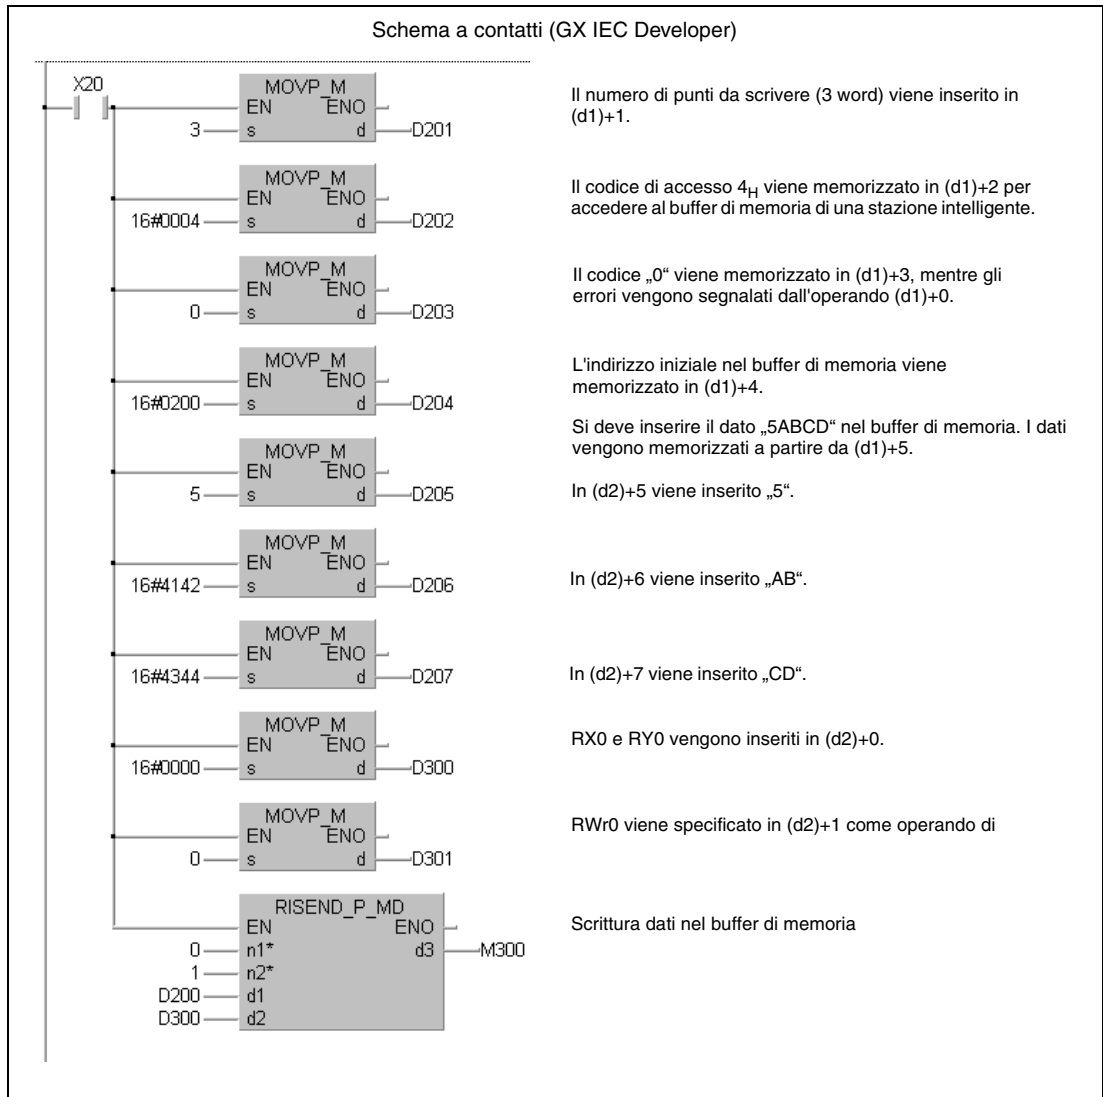 Schema a contatti (GX IEC Developer)
X20
MOVP_M
EN ENO
3 s d D201
Il numero di punti da scrivere (3 word) viene inserito in
(d1)+1.
MOVP_M
EN ENO
16#0004 s d D202
Il codice di accesso 4H viene memorizzato in (d1)+2 per
accedere al buffer di memoria di una stazione intelligente.
MOVP_M
EN ENO
0 s d D203
Il codice „0“ viene memorizzato in (d1)+3, mentre gli
errori vengono segnalati dall'operando (d1)+0.
MOVP_M
EN ENO
16#0200 s d D204
L'indirizzo iniziale nel buffer di memoria viene
memorizzato in (d1)+4.
Si deve inserire il dato „5ABCD“ nel buffer di memoria. I dati
vengono memorizzati a partire da (d1)+5.
MOVP_M
EN ENO
5 s d D205
In (d2)+5 viene inserito „5“.
MOVP_M
EN ENO
16#4142 s d D206
In (d2)+6 viene inserito „AB“.
MOVP_M
EN ENO
16#4344 s d D207
In (d2)+7 viene inserito „CD“.
MOVP_M
EN ENO
16#0000 s d D300
RX0 e RY0 vengono inseriti in (d2)+0.
MOVP_M
EN ENO
0 s d D301
RWr0 viene specificato in (d2)+1 come operando di
RISEND_P_MD
EN ENO
0 n1* d3 M300
1 n2*
D200 d1
D300 d2
Scrittura dati nel buffer di memoria